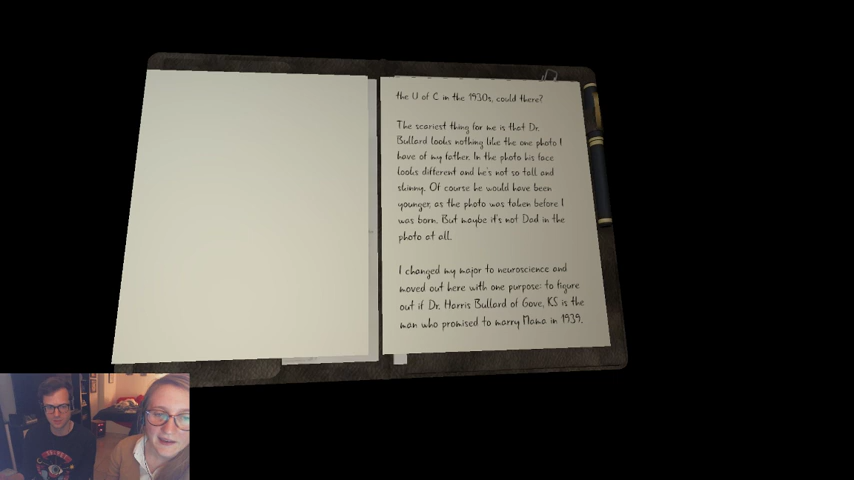 the U of C in the 1930s, could there?
The scariest thing for me is that Dr.
Bullard looks nothing like the one photo I
have of my father. In the photo his face
looks different and he's not so tall and
skinny. Of course he would have been
younger, as the photo was taken before I
was born. But maybe it's not Dad in the
photo at all.
I changed my major to neuroscience and
moved out here with one purpose: to figure
out if Dr. Harris Bullard of Gove, KS is the
man who promised to marry Mama in 1939.